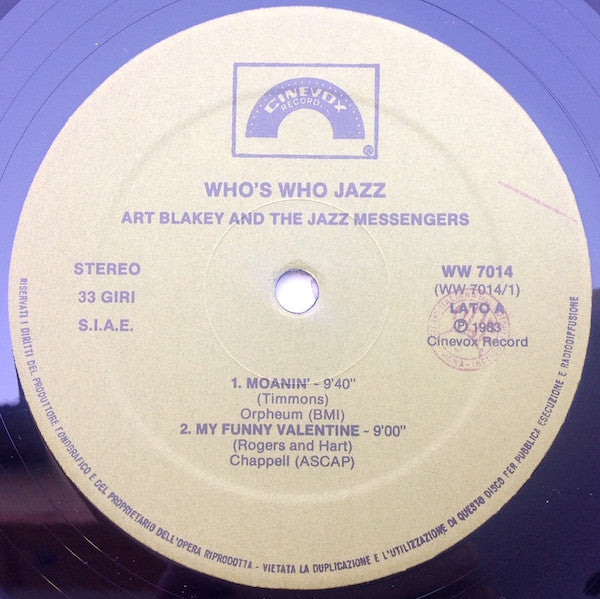 CINEVOX
RECORD
®
WHO'S WHO JAZZ
ART BLAKEY AND THE JAZZ MESSENGERS
STEREO
33 GIRI
S.I.A.E.
WW 7014
(WW 7014/1)
LATO A
Ⓟ 1983
Cinevox Record
1. MOANIN' - 9'40"
(Timmons)
Orpheum (BMI)
2. MY FUNNY VALENTINE - 9'00"
(Rogers and Hart)
Chappell (ASCAP)
RISERVATI I DIRITTI DEL PRODUTTORE FONOGRAFICO E DEL PROPRIETARIO DELL'OPERA RIPRODOTTA - VIETATA LA DUPLICAZIONE E L'UTILIZZAZIONE DI QUESTO DISCO PER PUBBLICA ESECUZIONE E RADIODIFFUSIONE